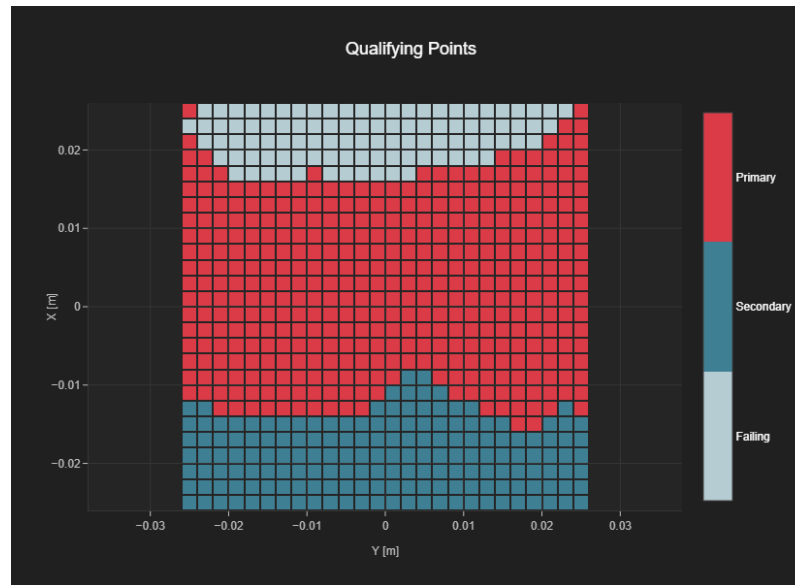 Qualifying Points
0.02
0.01
0
−0.01
−0.02
X [m]
−0.03
−0.02
−0.01
0
0.01
0.02
0.03
Y [m]
Primary
Secondary
Failing